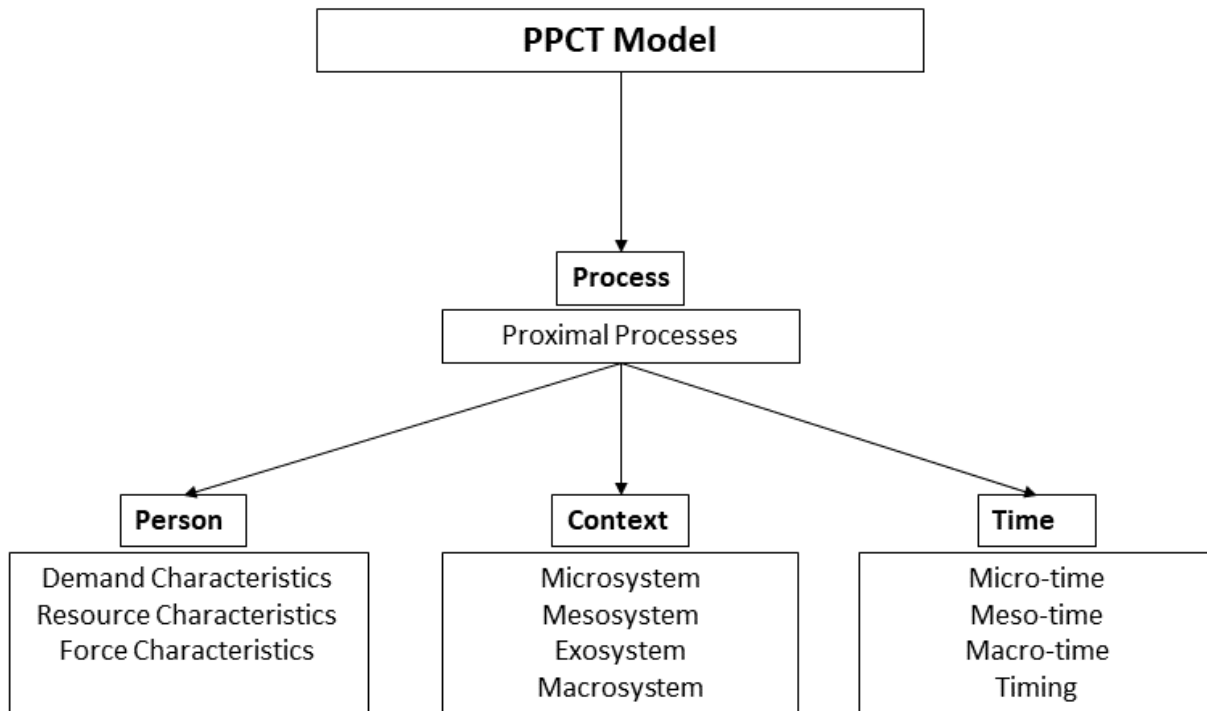 PPCT Model
Process
Proximal Processes
Person
Demand Characteristics
Resource Characteristics
Force Characteristics
Context
Microsystem
Mesosystem
Exosystem
Macrosystem
Time
Micro-time
Meso-time
Macro-time
Timing